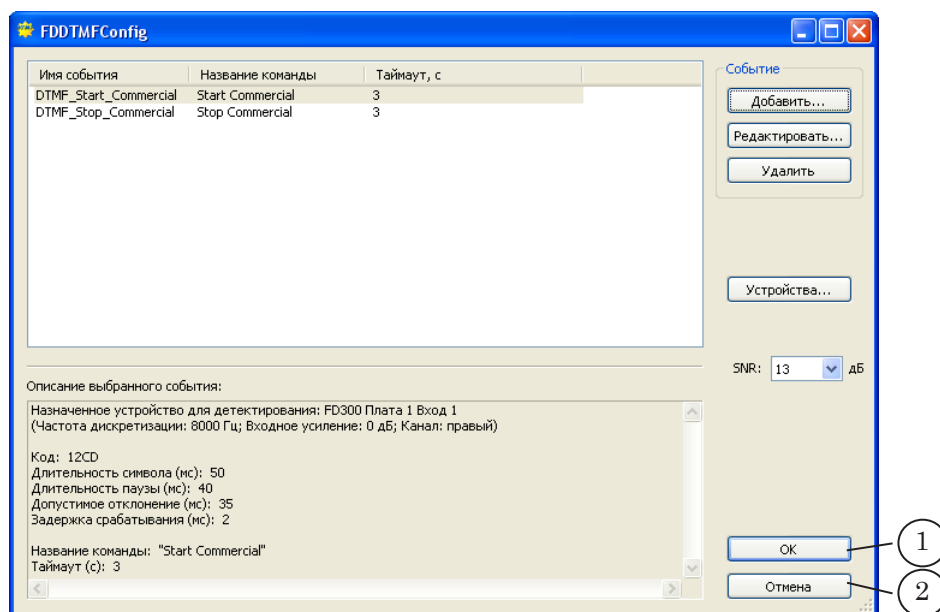 FDDTMFConfig
Имя события Название команды Таймаут, с
DTMF_Start_Commercial Start Commercial 3
DTMF_Stop_Commercial Stop Commercial 3
Событие
Добавить...
Редактировать...
Удалить
Устройства...
SNR: 13 дБ
Описание выбранного события:
Назначенное устройство для детектирования: FD300 Плата 1 Вход 1
(Частота дискретизации: 8000 Гц; Входное усиление: 0 дБ; Канал: правый)
Код: 12CD
Длительность символа (мс): 50
Длительность паузы (мс): 40
Допустимое отклонение (мс): 35
Задержка срабатывания (мс): 2
Название команды: "Start Commercial"
Таймаут (с): 3
ОК
1
Отмена
2